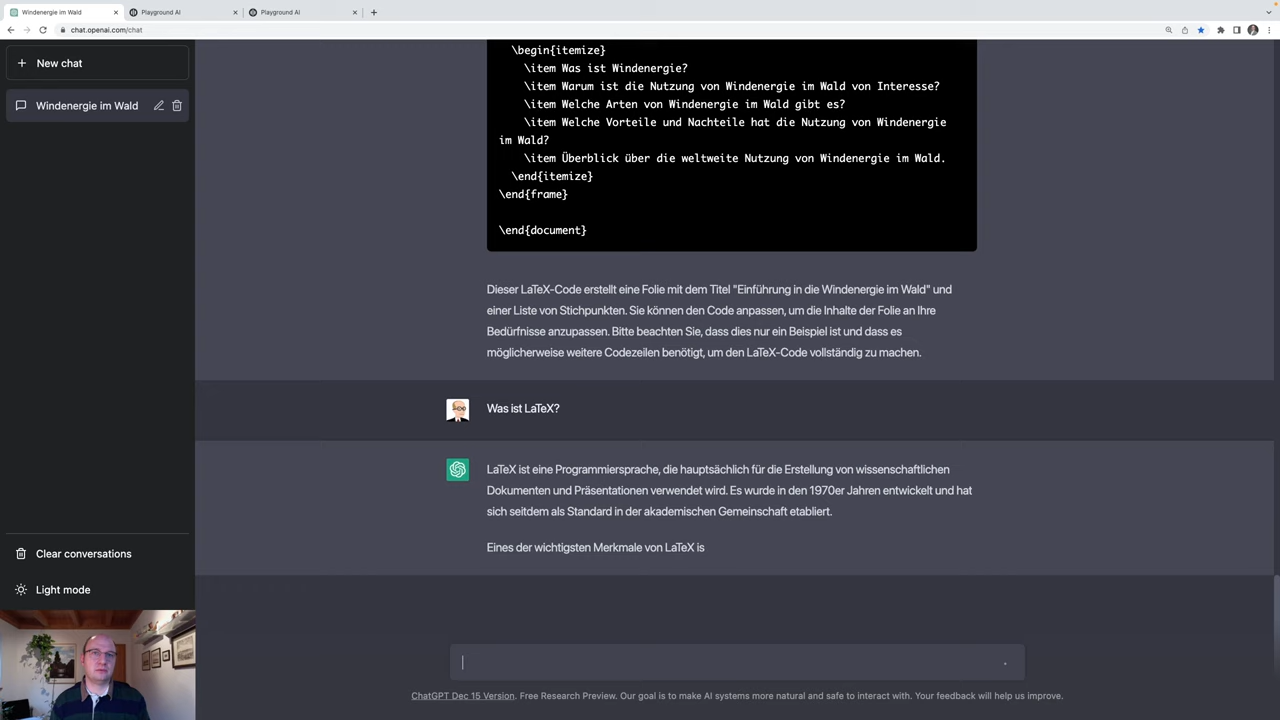 Windenergie im Wald
Playground AI
Playground AI
chat.openai.com/chat
New chat
Windenergie im Wald
Clear conversations
Light mode
\begin{itemize}
\item Was ist Windenergie?
\item Warum ist die Nutzung von Windenergie im Wald von Interesse?
\item Welche Arten von Windenergie im Wald gibt es?
\item Welche Vorteile und Nachteile hat die Nutzung von Windenergie
im Wald?
\item Überblick über die weltweite Nutzung von Windenergie im Wald.
\end{itemize}
\end{frame}
\end{document}
Dieser LaTeX-Code erstellt eine Folie mit dem Titel "Einführung in die Windenergie im Wald" und
einer Liste von Stichpunkten. Sie können den Code anpassen, um die Inhalte der Folie an Ihre
Bedürfnisse anzupassen. Bitte beachten Sie, dass dies nur ein Beispiel ist und dass es
möglicherweise weitere Codezeilen benötigt, um den LaTeX-Code vollständig zu machen.
Was ist LaTeX?
LaTeX ist eine Programmiersprache, die hauptsächlich für die Erstellung von wissenschaftlichen
Dokumenten und Präsentationen verwendet wird. Es wurde in den 1970er Jahren entwickelt und hat
sich seitdem als Standard in der akademischen Gemeinschaft etabliert.
Eines der wichtigsten Merkmale von LaTeX is
ChatGPT Dec 15 Version. Free Research Preview. Our goal is to make AI systems more natural and safe to interact with. Your feedback will help us improve.